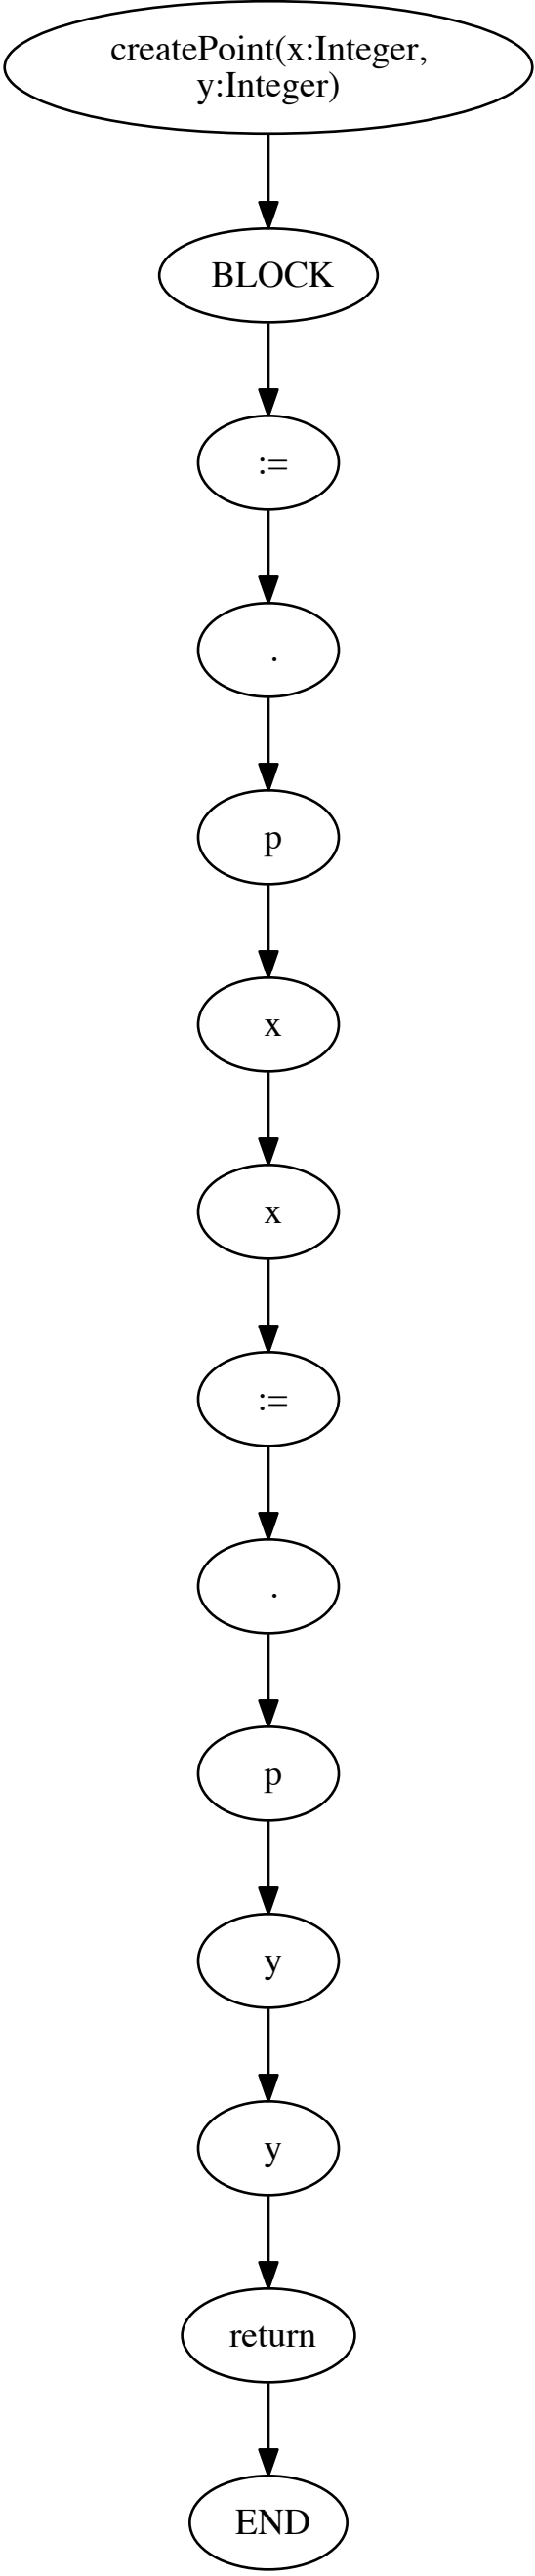 createPoint(x:Integer,
y:Integer)
BLOCK
:=
.
p
x
x
:=
.
p
y
y
return
END